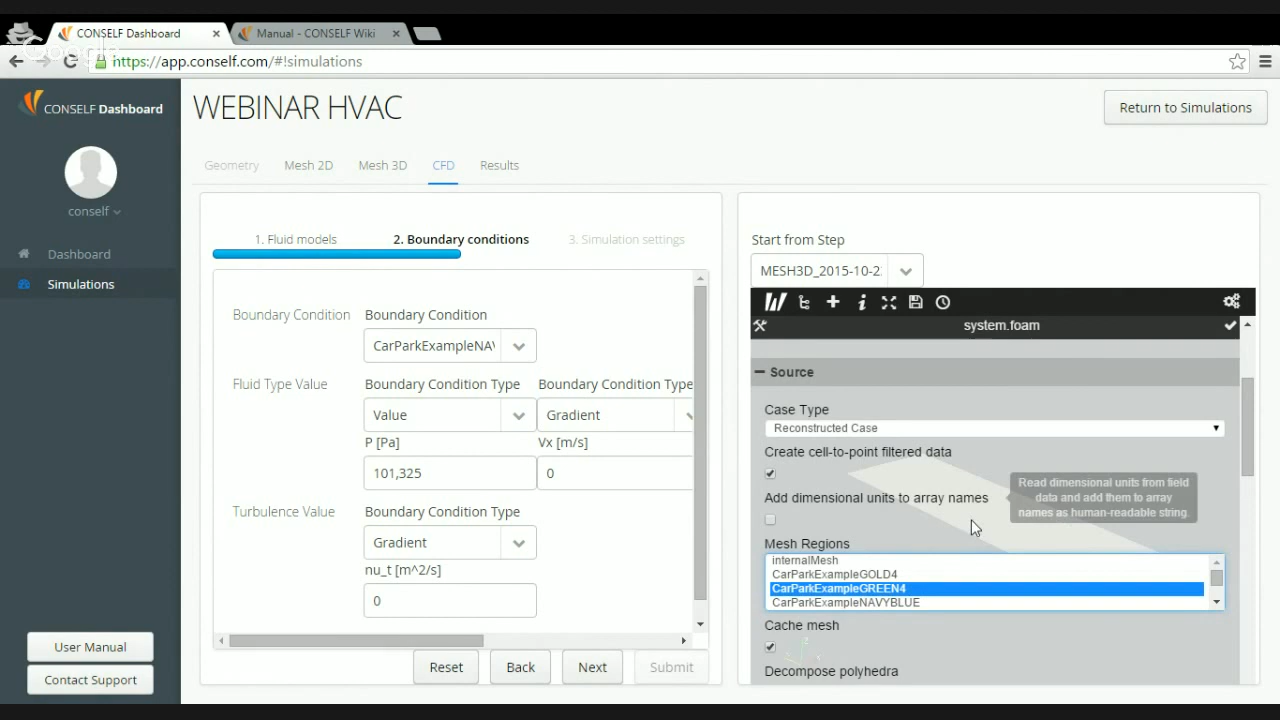 CONSELF Dashboard
Manual - CONSELF Wiki
Google
https://app.conself.com/#!simulations
CONSELF Dashboard
WEBINAR HVAC
Return to Simulations
Geometry
Mesh 2D
Mesh 3D
CFD
Results
conself
Dashboard
Simulations
User Manual
Contact Support
1. Fluid models
2. Boundary conditions
3. Simulation settings
Boundary Condition
Boundary Condition
CarParkExampleNAV
Fluid Type Value
Boundary Condition Type
Boundary Condition Type
Value
Gradient
P [Pa]
Vx [m/s]
101,325
0
Turbulence Value
Boundary Condition Type
Gradient
nu_t [m^2/s]
0
Reset
Back
Next
Submit
Start from Step
MESH3D_2015-10-2
system.foam
Source
Case Type
Reconstructed Case
Create cell-to-point filtered data
Add dimensional units to array names
Read dimensional units from field
data and add them to array
names as human-readable string.
Mesh Regions
internalMesh
CarParkExampleGOLD4
CarParkExampleGREEN4
CarParkExampleNAVYBLUE
Cache mesh
Decompose polyhedra